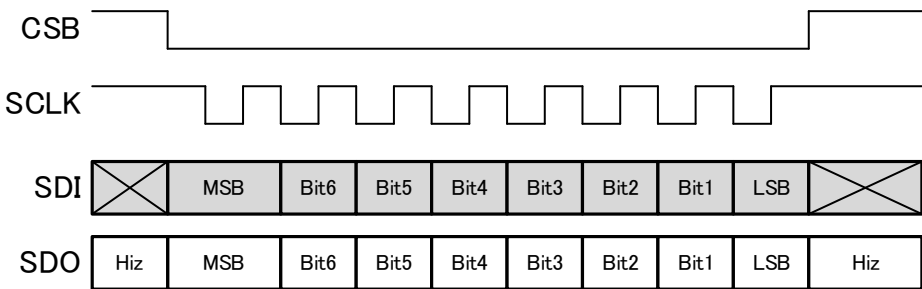 CSB
SCLK
SDI MSB Bit6 Bit5 Bit4 Bit3 Bit2 Bit1 LSB
SDO Hiz MSB Bit6 Bit5 Bit4 Bit3 Bit2 Bit1 LSB Hiz